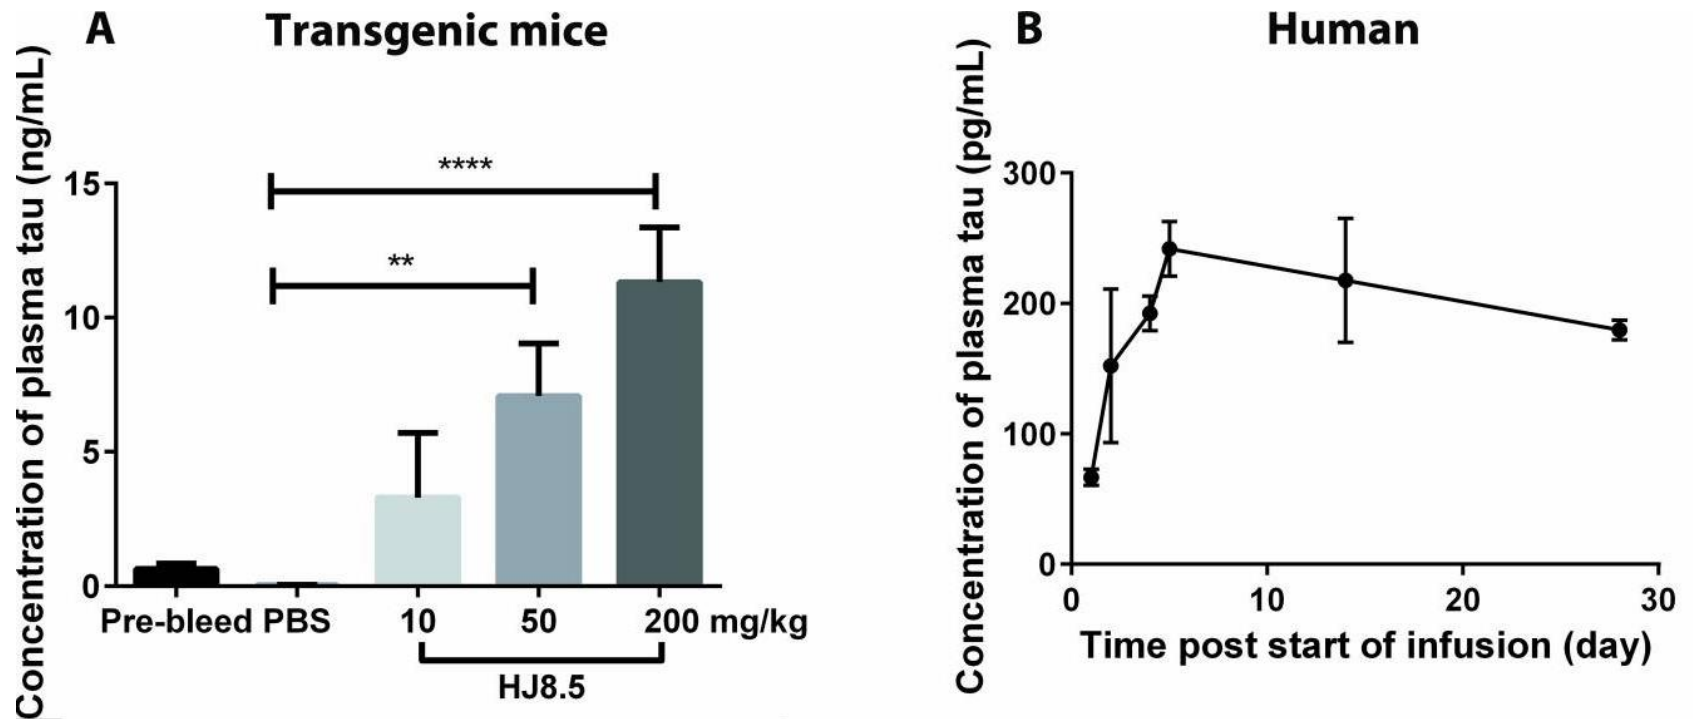 A
Transgenic mice
Concentration of plasma tau (ng/mL)
15
10
5
0
****
**
Pre-bleed PBS 10 50 200 mg/kg
HJ8.5
B
Human
Concentration of plasma tau (pg/mL)
300
200
100
0
0 10 20 30
Time post start of infusion (day)